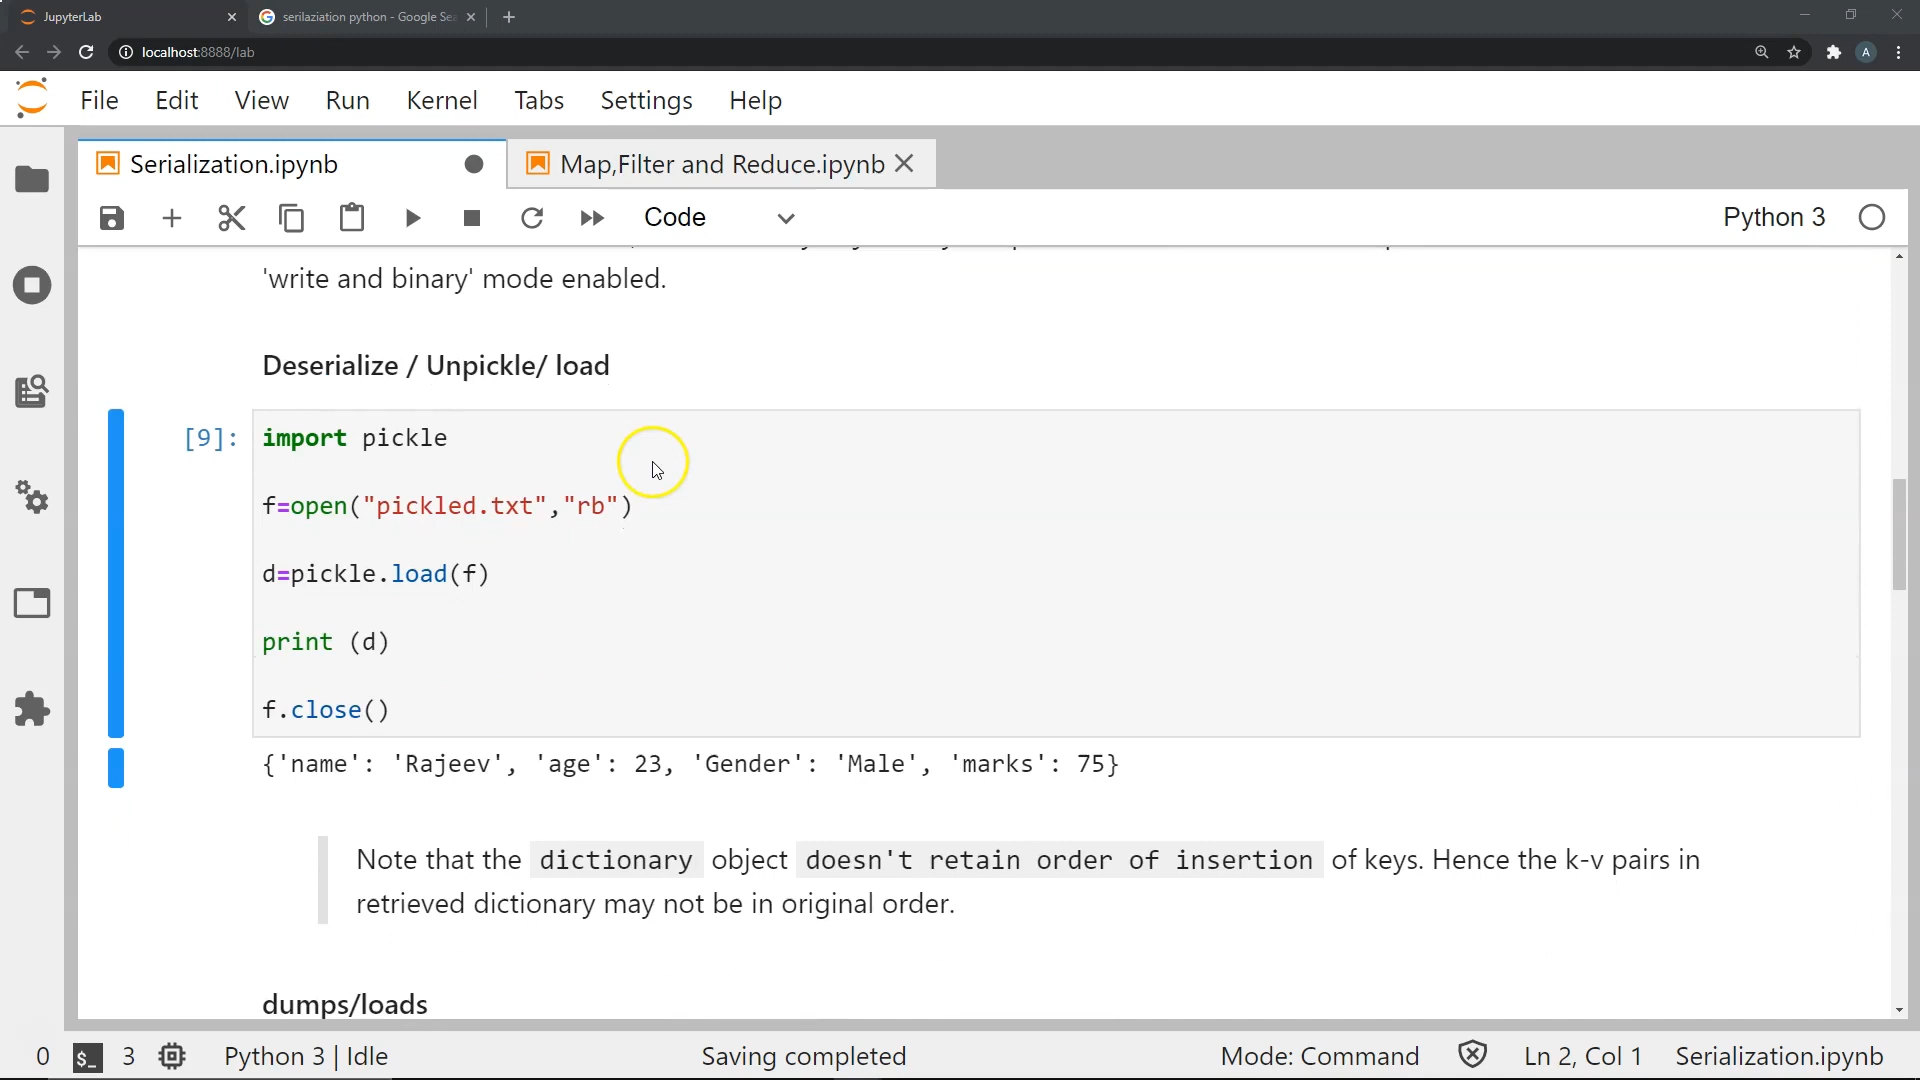 JupyterLab
serilaziation python - Google Sea
localhost:8888/lab
A
File Edit View Run Kernel Tabs Settings Help
Serialization.ipynb
Map,Filter and Reduce.ipynb
Code
Python 3
'write and binary' mode enabled.
Deserialize / Unpickle/ load
[9]:
import pickle
f=open("pickled.txt","rb")
d=pickle.load(f)
print (d)
f.close()
{'name': 'Rajeev', 'age': 23, 'Gender': 'Male', 'marks': 75}
Note that the dictionary object doesn't retain order of insertion of keys. Hence the k-v pairs in
retrieved dictionary may not be in original order.
dumps/loads
0 $_ 3 Python 3 | Idle Saving completed Mode: Command Ln 2, Col 1 Serialization.ipynb